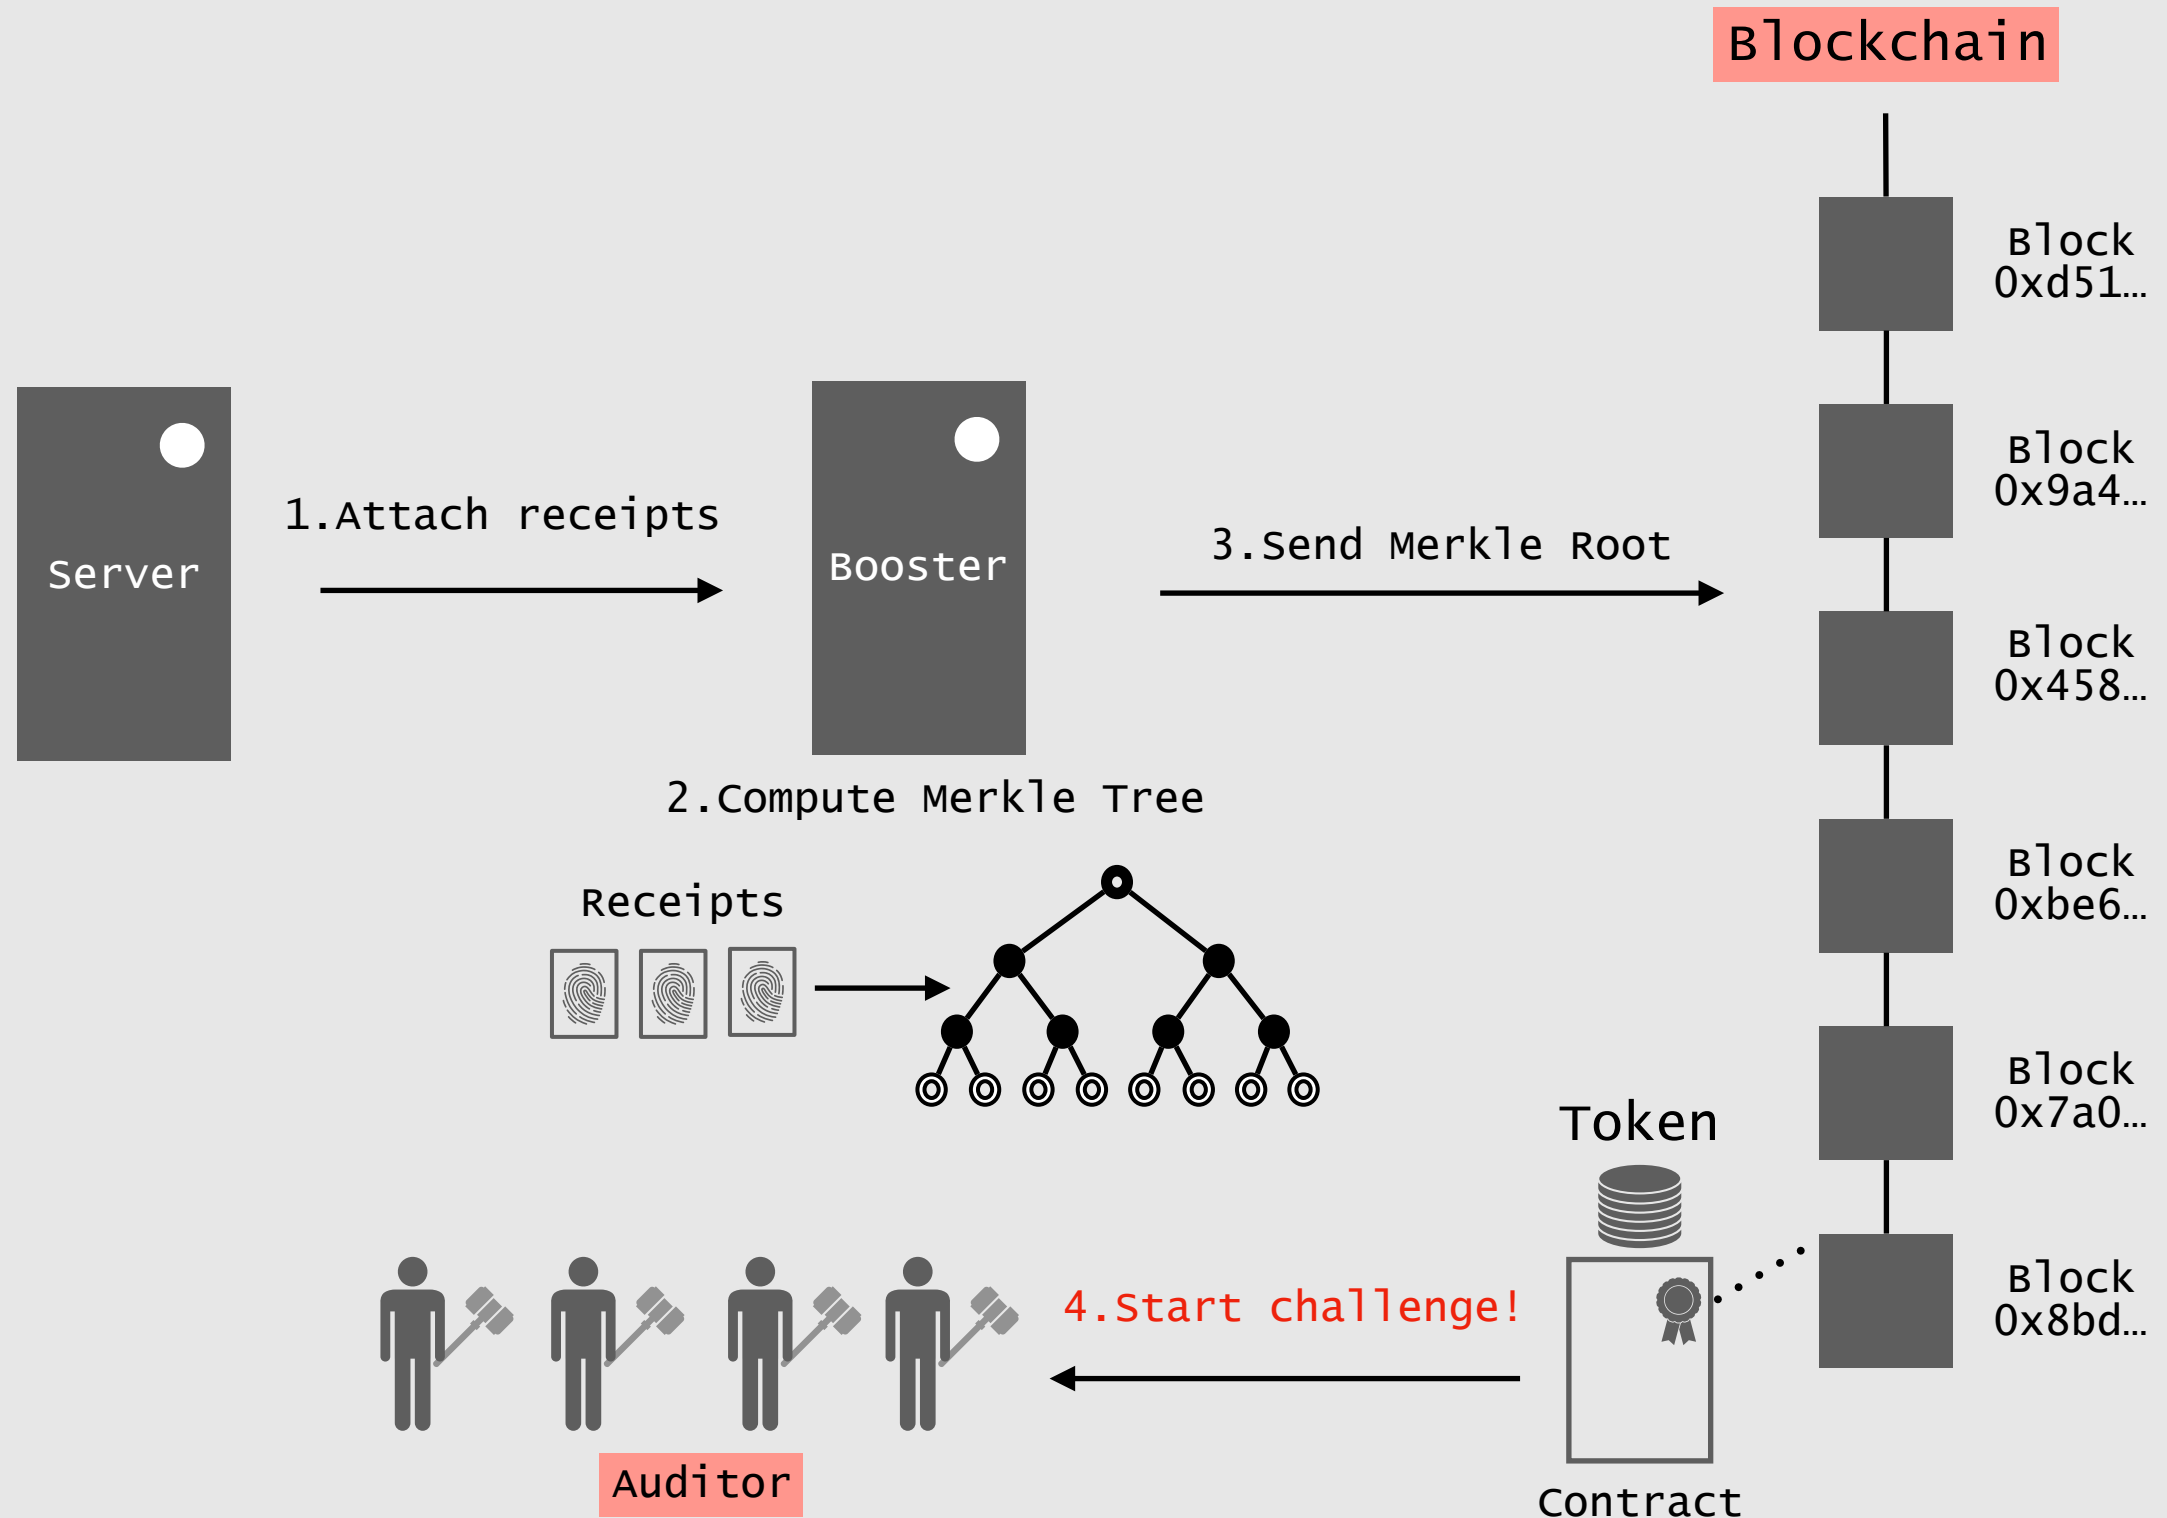 Blockchain
Block
0xd51…
Block
0x9a4…
1.Attach receipts
3.Send Merkle Root
Server
Booster
Block
0x458…
2.Compute Merkle Tree
Receipts
Block
0xbe6…
Block
0x7a0…
Token
4.Start challenge!
Block
0x8bd…
Auditor
Contract